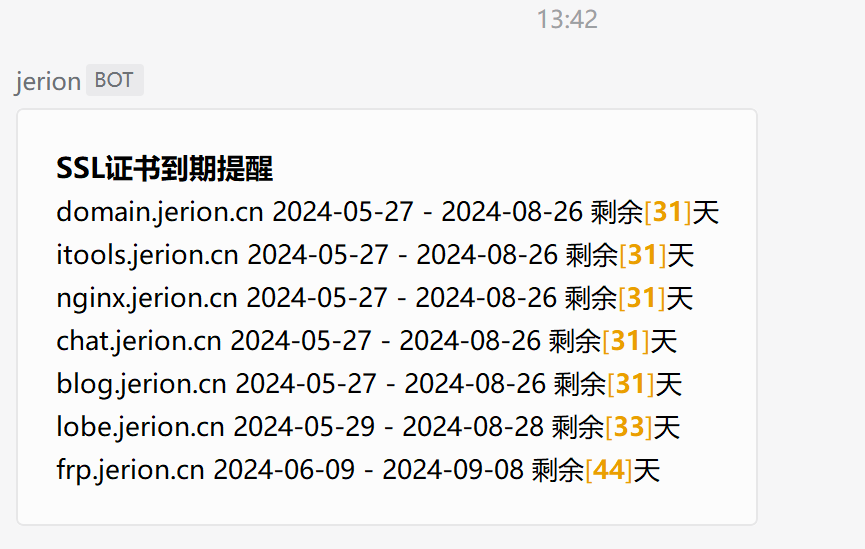 13:42
jerion BOT
SSL证书到期提醒
domain.jerion.cn 2024-05-27 - 2024-08-26 剩余[31]天
itools.jerion.cn 2024-05-27 - 2024-08-26 剩余[31]天
nginx.jerion.cn 2024-05-27 - 2024-08-26 剩余[31]天
chat.jerion.cn 2024-05-27 - 2024-08-26 剩余[31]天
blog.jerion.cn 2024-05-27 - 2024-08-26 剩余[31]天
lobe.jerion.cn 2024-05-29 - 2024-08-28 剩余[33]天
frp.jerion.cn 2024-06-09 - 2024-09-08 剩余[44]天